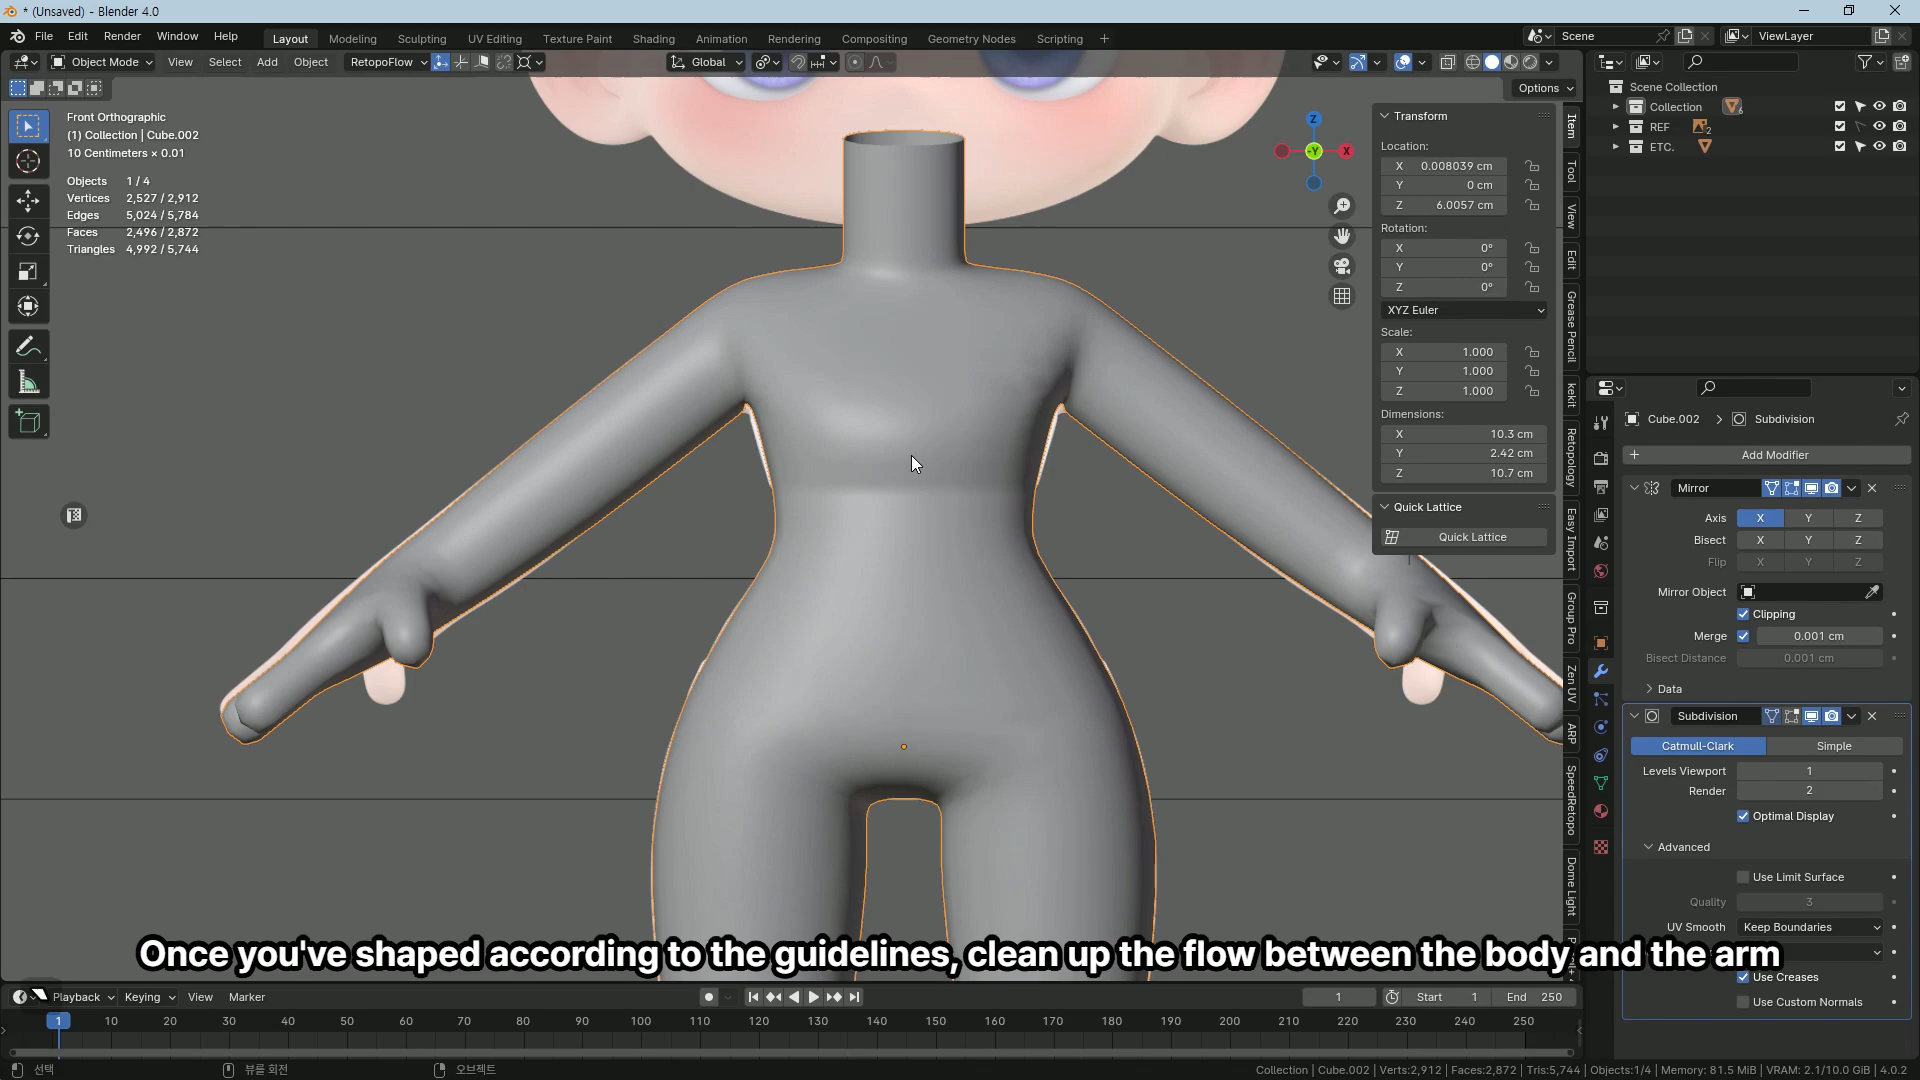 * (Unsaved) - Blender 4.0
File Edit Render Window Help
Layout Modeling Sculpting UV Editing Texture Paint Shading Animation Rendering Compositing Geometry Nodes Scripting +
Scene
ViewLayer
Object Mode View Select Add Object RetopoFlow
Global
Options
Front Orthographic
(1) Collection | Cube.002
10 Centimeters × 0.01
Objects 1 / 4
Vertices 2,527 / 2,912
Edges 5,024 / 5,784
Faces 2,496 / 2,872
Triangles 4,992 / 5,744
Z
X
-Y
Transform
Location:
X 0.008039 cm
Y 0 cm
Z 6.0057 cm
Rotation:
X 0°
Y 0°
Z 0°
XYZ Euler
Scale:
X 1.000
Y 1.000
Z 1.000
Dimensions:
X 10.3 cm
Y 2.42 cm
Z 10.7 cm
Quick Lattice
Quick Lattice
Item
Tool
View
Edit
Grease Pencil
kekit
Retopology
Easy Import
Group Pro
Zen UV
ARP
SpeedRetopo
Dome Light
Scene Collection
Collection 6
REF 2
ETC.
Cube.002 > Subdivision
+ Add Modifier
Mirror
Axis X Y Z
Bisect X Y Z
Flip X Y Z
Mirror Object
Clipping
Merge 0.001 cm
Bisect Distance 0.001 cm
Data
Subdivision
Catmull-Clark Simple
Levels Viewport 1
Render 2
Optimal Display
Advanced
Use Limit Surface
Quality 3
UV Smooth Keep Boundaries
Use Creases
Use Custom Normals
Once you've shaped according to the guidelines, clean up the flow between the body and the arm
Playback Keying View Marker
1 Start 1 End 250
1 10 20 30 40 50 60 70 80 90 100 110 120 130 140 150 160 170 180 190 200 210 220 230 240 250
선택 뷰를 회전 오브젝트
Collection | Cube.002 | Verts:2,912 | Faces:2,872 | Tris:5,744 | Objects:1/4 | Memory: 81.5 MiB | VRAM: 2.1/10.0 GiB | 4.0.2